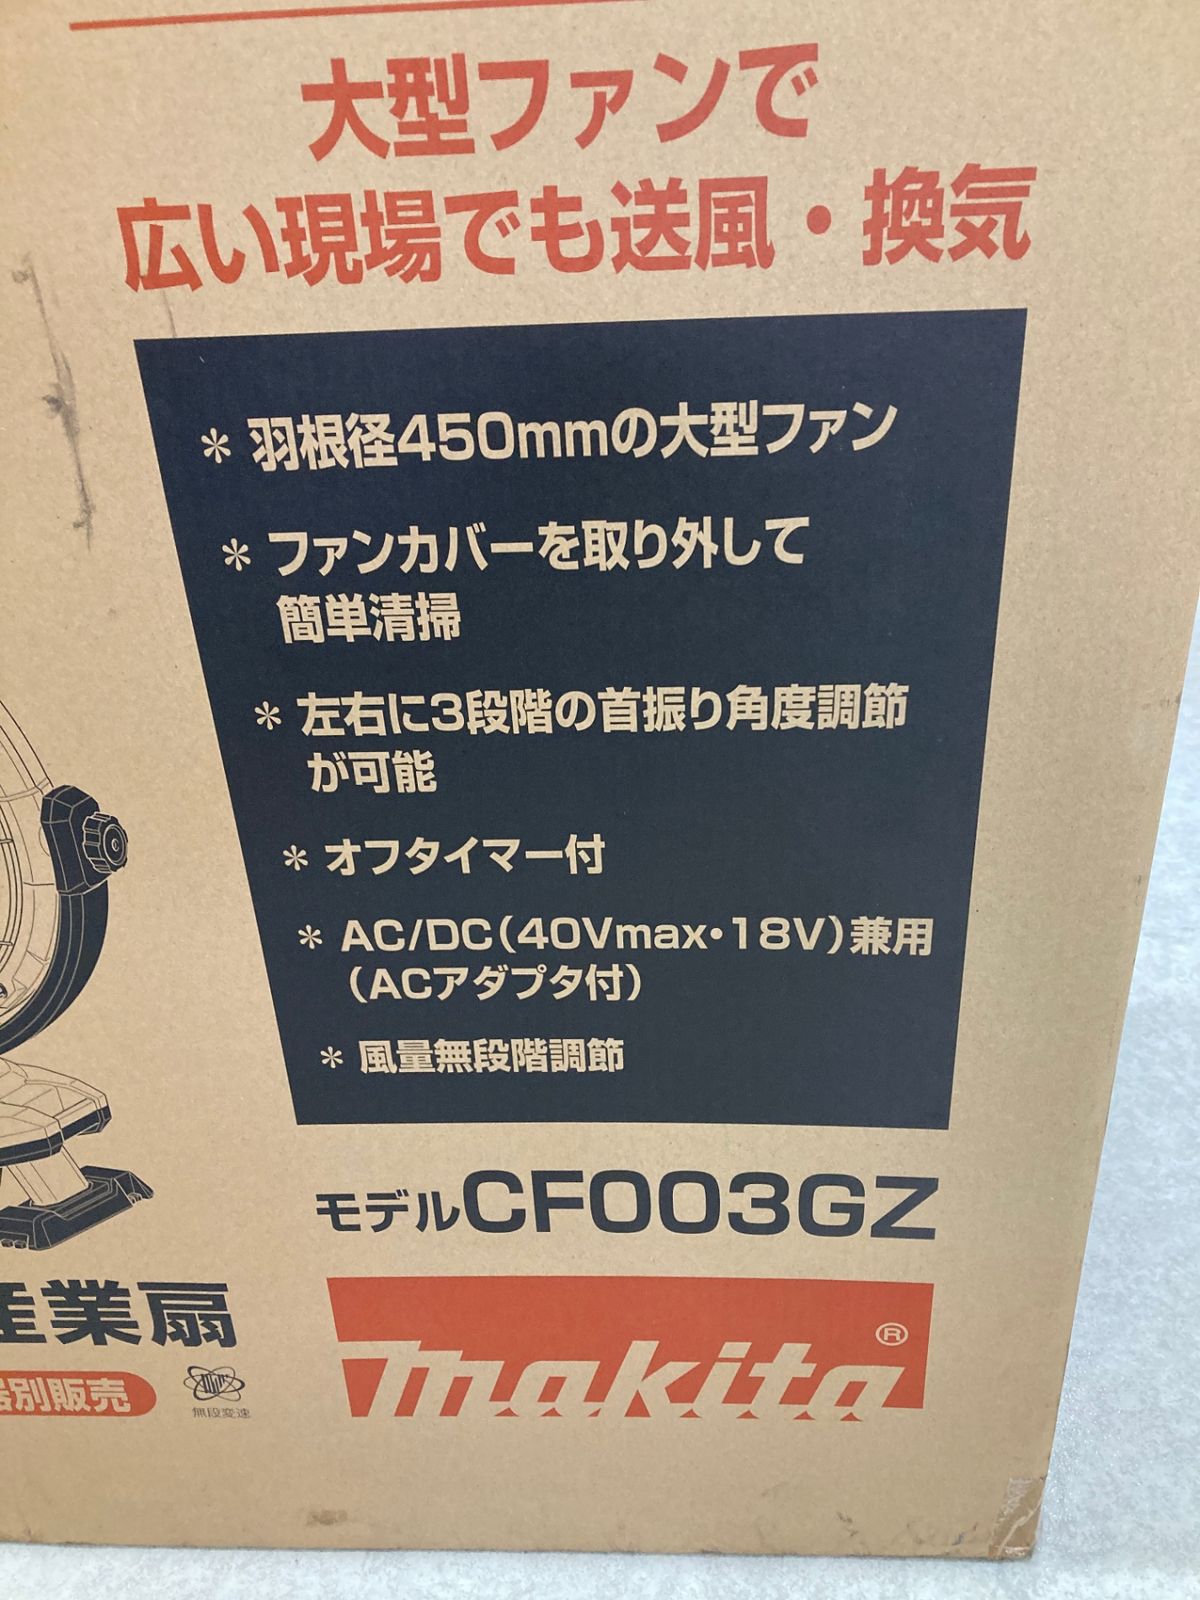 大型ファンで
広い現場でも送風・換気
* 羽根径450mmの大型ファン
* ファンカバーを取り外して
簡単清掃
* 左右に3段階の首振り角度調節
が可能
* オフタイマー付
* AC/DC(40Vmax・18V)兼用
(ACアダプタ付)
* 風量無段階調節
モデルCF003GZ
産業扇
器別販売
無段変速
makita®